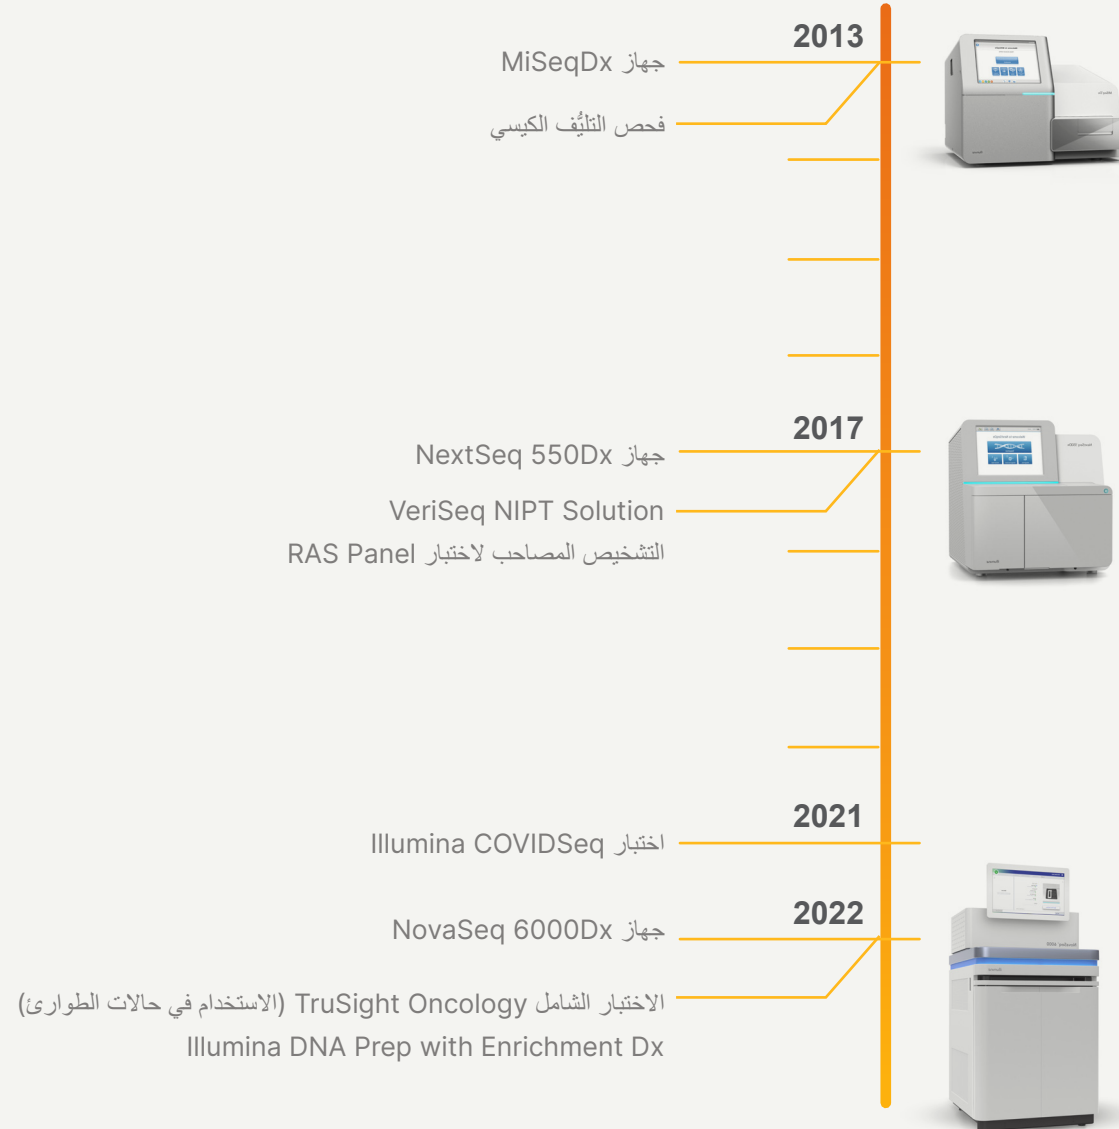 2013
جهاز MiSeqDx
فحص التليُّف الكيسي
2017
جهاز NextSeq 550Dx
VeriSeq NIPT Solution
التشخيص المصاحب لاختبار RAS Panel
2021
اختبار Illumina COVIDSeq
2022
جهاز NovaSeq 6000Dx
الاختبار الشامل TruSight Oncology (الاستخدام في حالات الطوارئ)
Illumina DNA Prep with Enrichment Dx